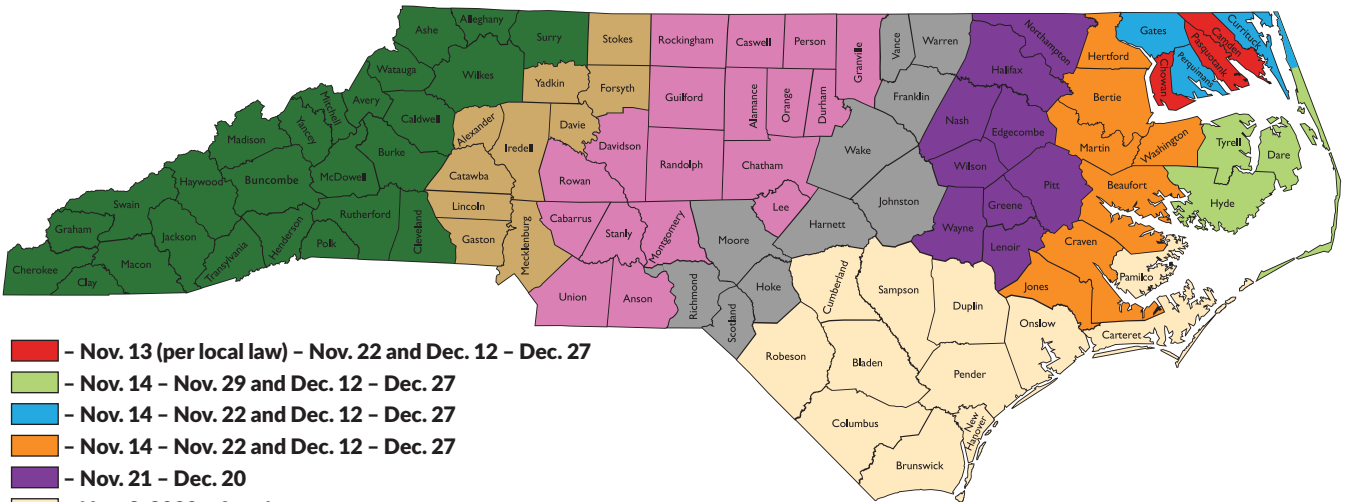 Alleghany
Ashe
Surry
Stokes
Rockingham
Caswell
Person
Granville
Vance
Warren
Northampton
Hertford
Gates
Currituck
Camden
Pasquotank
Perquimans
Chowan
Watauga
Wilkes
Yadkin
Forsyth
Guilford
Alamance
Orange
Durham
Franklin
Halifax
Bertie
Mitchell
Avery
Yancey
Caldwell
Alexander
Davie
Iredell
Davidson
Nash
Edgecombe
Martin
Washington
Tyrell
Dare
Madison
Burke
Catawba
Rowan
Randolph
Chatham
Wake
Wilson
Pitt
Beaufort
Hyde
Haywood
Buncombe
McDowell
Swain
Rutherford
Cleveland
Lincoln
Gaston
Mecklenburg
Cabarrus
Stanly
Montgomery
Lee
Harnett
Johnston
Greene
Wayne
Lenoir
Craven
Pamilco
Graham
Jackson
Henderson
Polk
Transylvania
Macon
Cherokee
Clay
Union
Anson
Moore
Richmond
Scotland
Hoke
Cumberland
Sampson
Duplin
Jones
Onslow
Carteret
Robeson
Bladen
Pender
Columbus
New
Hanover
Brunswick
– Nov. 13 (per local law) – Nov. 22 and Dec. 12 – Dec. 27
– Nov. 14 – Nov. 29 and Dec. 12 – Dec. 27
– Nov. 14 – Nov. 22 and Dec. 12 – Dec. 27
– Nov. 14 – Nov. 22 and Dec. 12 – Dec. 27
– Nov. 21 – Dec. 20